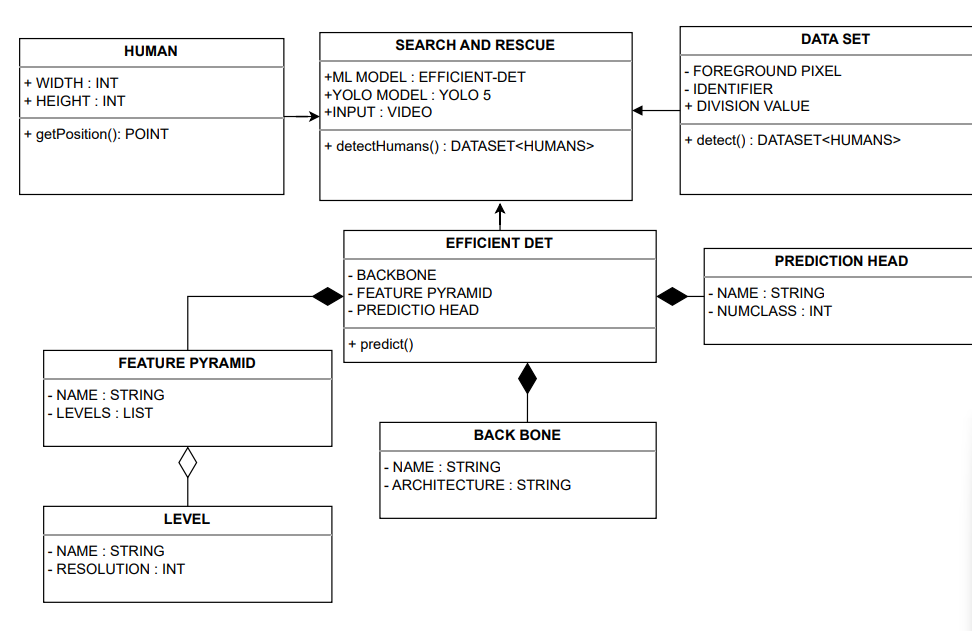 HUMAN
+ WIDTH : INT
+ HEIGHT : INT
+ getPosition(): POINT
SEARCH AND RESCUE
+ML MODEL : EFFICIENT-DET
+YOLO MODEL : YOLO 5
+INPUT : VIDEO
+ detectHumans() : DATASET<HUMANS>
DATA SET
- FOREGROUND PIXEL
- IDENTIFIER
+ DIVISION VALUE
+ detect() : DATASET<HUMANS>
EFFICIENT DET
- BACKBONE
- FEATURE PYRAMID
- PREDICTIO HEAD
+ predict()
PREDICTION HEAD
- NAME : STRING
- NUMCLASS : INT
FEATURE PYRAMID
- NAME : STRING
- LEVELS : LIST
BACK BONE
- NAME : STRING
- ARCHITECTURE : STRING
LEVEL
- NAME : STRING
- RESOLUTION : INT